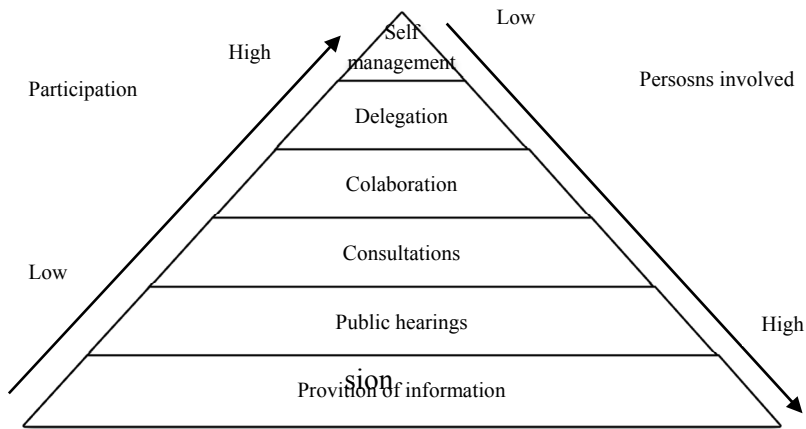 Low
Self
High
management
Persosns involved
Participation
Delegation
Colaboration
Consultations
Low
Public hearings
High
sion
Provition of information